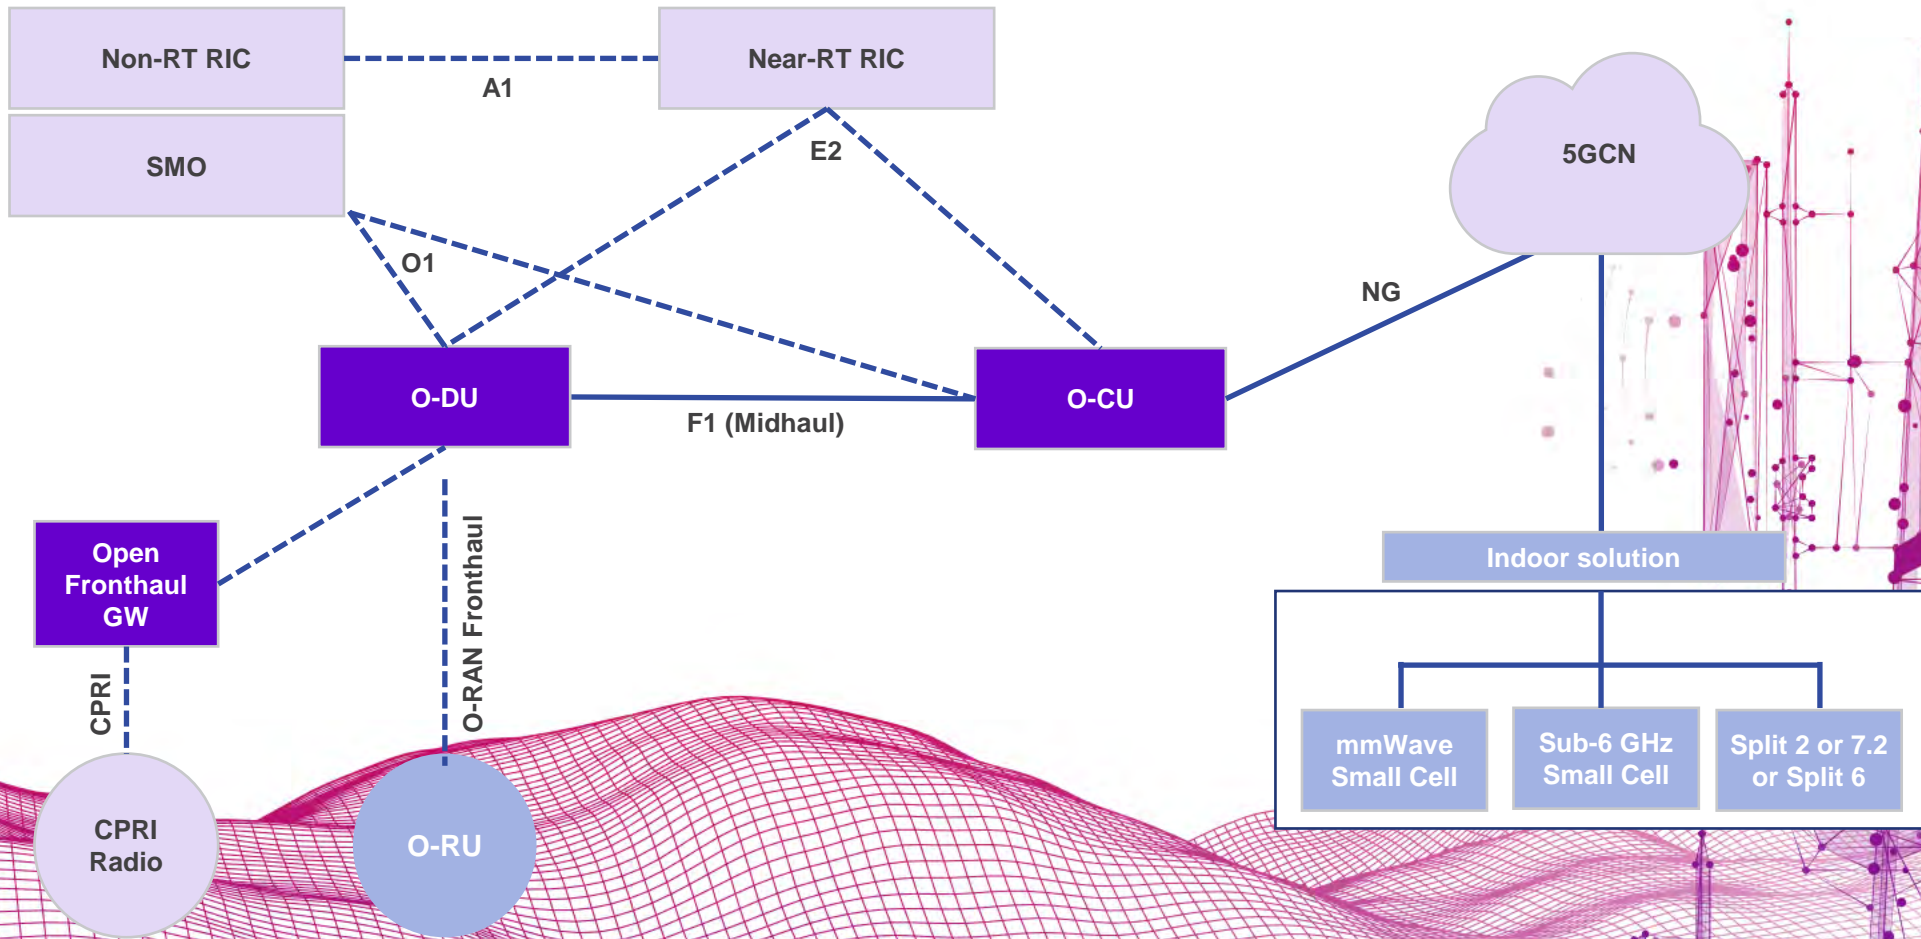 Non-RT RIC
A1
Near-RT RIC
SMO
E2
5GCN
O1
NG
O-DU
F1 (Midhaul)
O-CU
Open
Fronthaul
GW
O-RAN Fronthaul
Indoor solution
CPRI
mmWave
Small Cell
Sub-6 GHz
Small Cell
Split 2 or 7.2
or Split 6
CPRI
Radio
O-RU